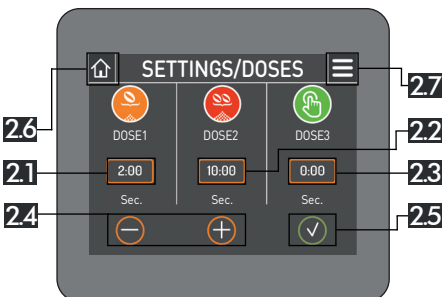 SETTINGS/DOSES
2.7
2.6
DOSE1 DOSE2 DOSE3
2.2
2.1 2:00 10:00 0:00 2.3
Sec. Sec. Sec.
2.4 2.5